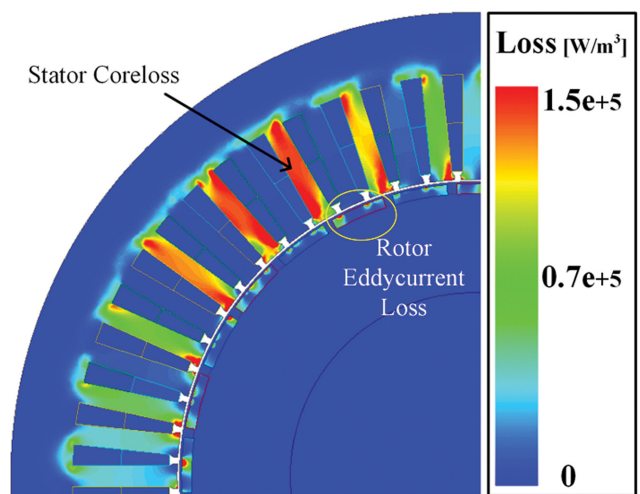 Stator Coreloss
Rotor
Eddycurrent
Loss
Loss [W/m³]
1.5e+5
0.7e+5
0